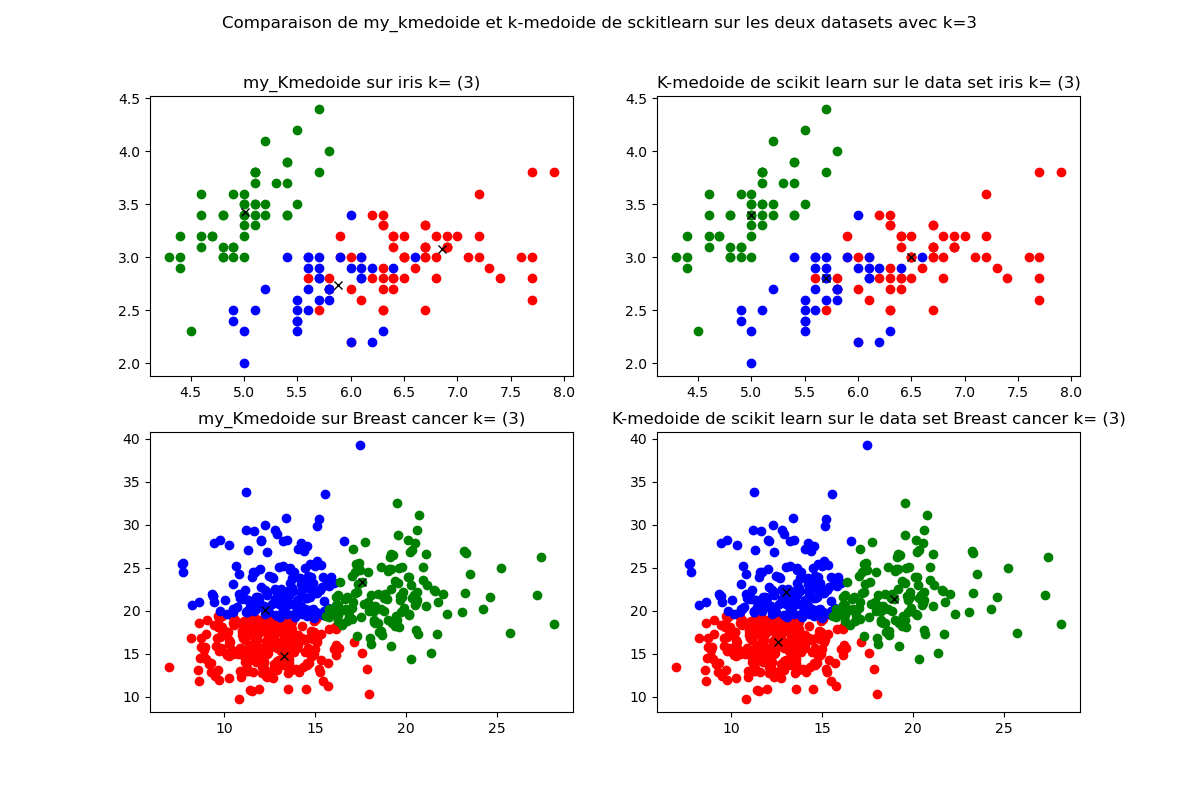 Comparaison de my_kmedoide et k-medoide de sckitlearn sur les deux datasets avec k=3
my_Kmedoide sur iris k= (3)
4.5
4.0
3.5
3.0
2.5
2.0
4.5 5.0 5.5 6.0 6.5 7.0 7.5 8.0
K-medoide de scikit learn sur le data set iris k= (3)
4.5
4.0
3.5
3.0
2.5
2.0
4.5 5.0 5.5 6.0 6.5 7.0 7.5 8.0
my_Kmedoide sur Breast cancer k= (3)
40
35
30
25
20
15
10
10 15 20 25
K-medoide de scikit learn sur le data set Breast cancer k= (3)
40
35
30
25
20
15
10
10 15 20 25